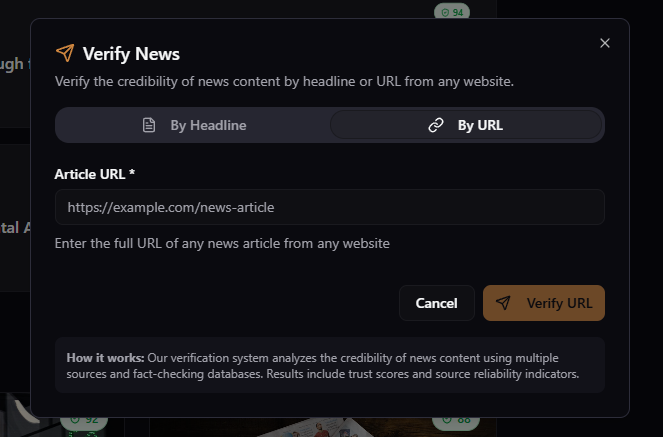 94
Verify News
ugh f
Verify the credibility of news content by headline or URL from any website.
By Headline
By URL
Article URL *
https://example.com/news-article
tal A
Enter the full URL of any news article from any website
Cancel
Verify URL
How it works: Our verification system analyzes the credibility of news content using multiple
sources and fact-checking databases. Results include trust scores and source reliability indicators.
92
88